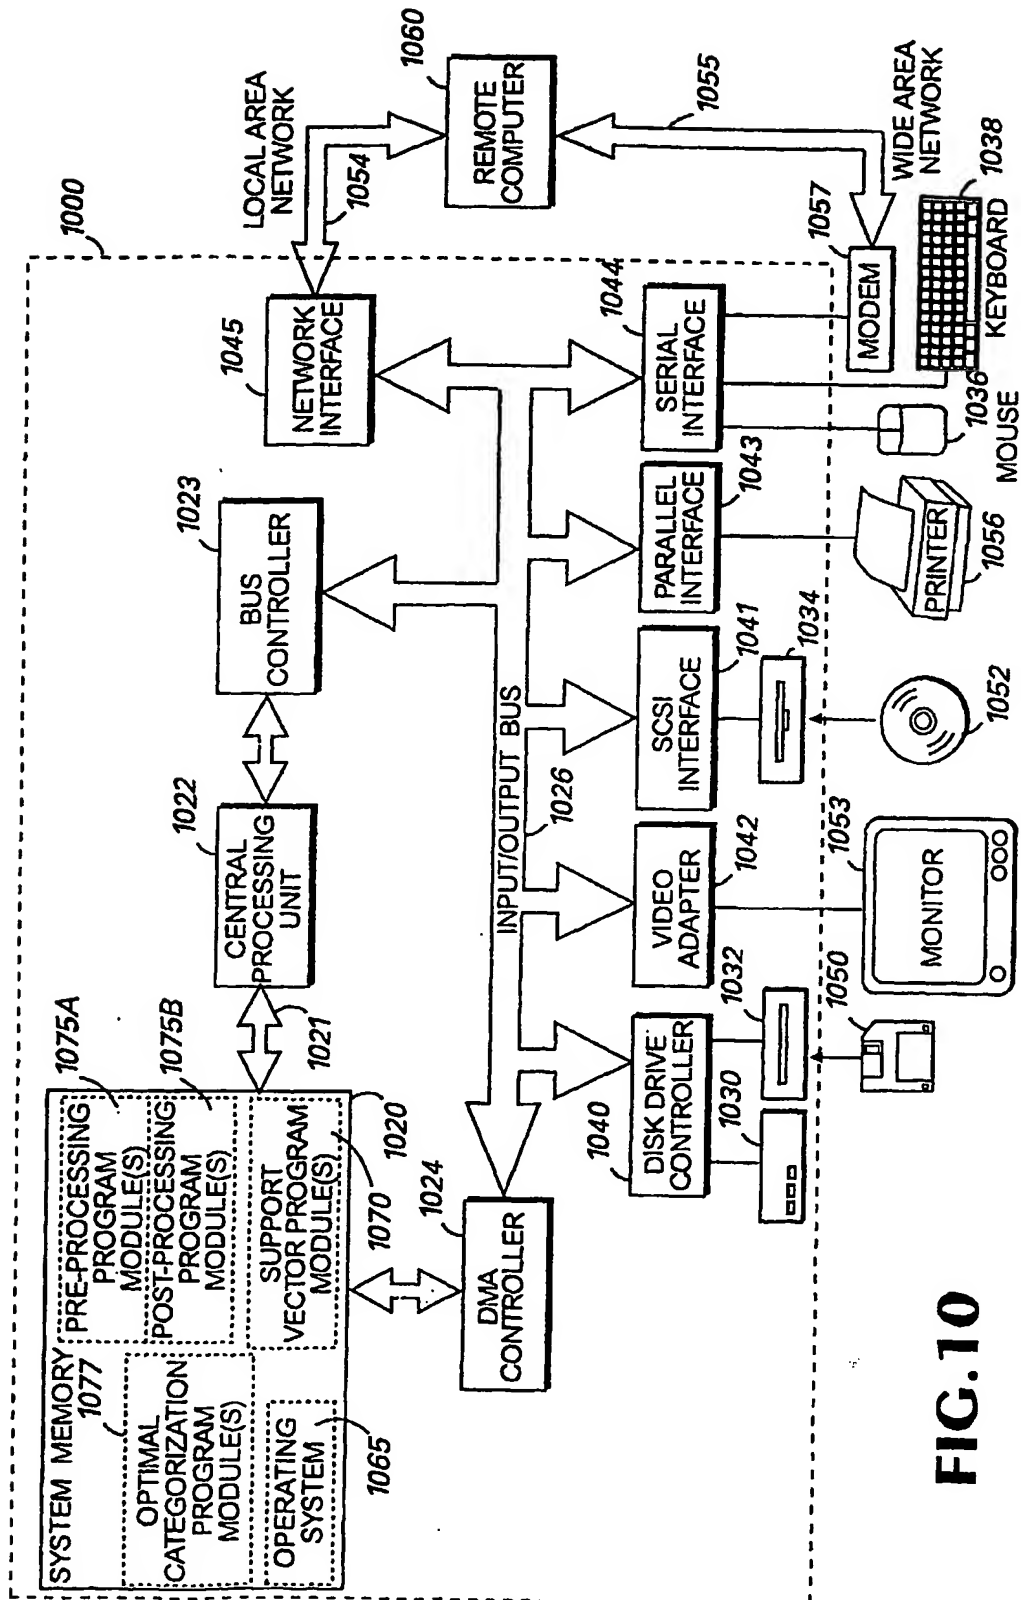 1000
SYSTEM MEMORY
1077
OPTIMAL
CATEGORIZATION
PROGRAM
MODULE(S)
OPERATING
SYSTEM
1065
PRE-PROCESSING
PROGRAM
MODULE(S)
1075A
POST-PROCESSING
PROGRAM
MODULE(S)
1075B
SUPPORT
VECTOR PROGRAM
MODULE(S)
1070
1020
1021
CENTRAL
PROCESSING
UNIT
1022
BUS
CONTROLLER
1023
NETWORK
INTERFACE
1045
LOCAL AREA
NETWORK
1054
REMOTE
COMPUTER
1060
1055
WIDE AREA
NETWORK
DMA
CONTROLLER
1024
INPUT/OUTPUT BUS
1026
DISK DRIVE
CONTROLLER
1040
VIDEO
ADAPTER
1042
SCSI
INTERFACE
1041
PARALLEL
INTERFACE
1043
SERIAL
INTERFACE
1044
1030
1032
1034
MODEM
1057
1050
MONITOR
1053
1052
PRINTER
1056
MOUSE
1036
KEYBOARD
1038
FIG.10